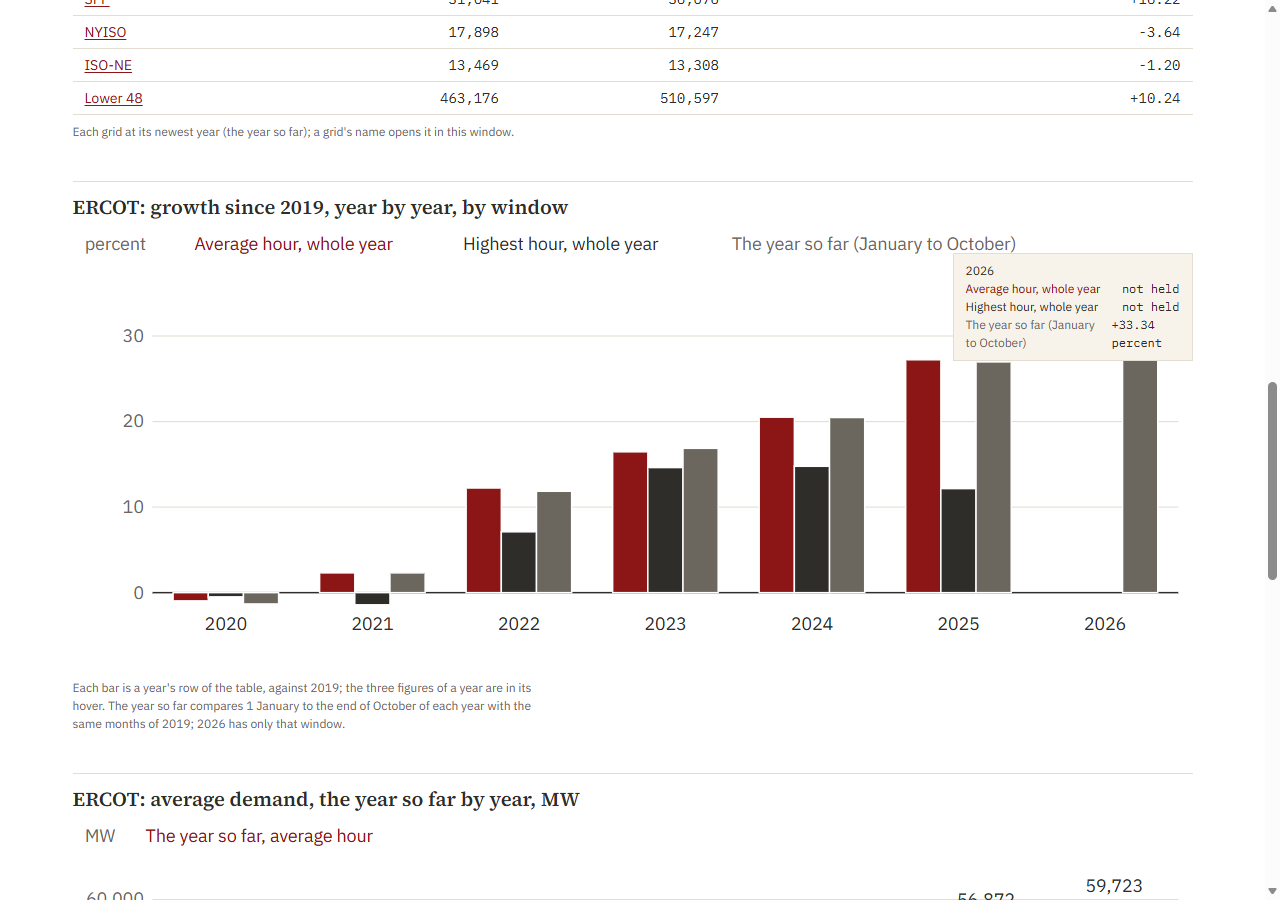 NYISO 17,898 17,247 -3.64
ISO-NE 13,469 13,308 -1.20
Lower 48 463,176 510,597 +10.24
Each grid at its newest year (the year so far); a grid's name opens it in this window.
ERCOT: growth since 2019, year by year, by window
percent Average hour, whole year Highest hour, whole year The year so far (January to October)
2026
Average hour, whole year not held
Highest hour, whole year not held
The year so far (January to October) +33.34 percent
30
20
10
0
2020 2021 2022 2023 2024 2025 2026
Each bar is a year's row of the table, against 2019; the three figures of a year are in its
hover. The year so far compares 1 January to the end of October of each year with the
same months of 2019; 2026 has only that window.
ERCOT: average demand, the year so far by year, MW
MW The year so far, average hour
59,723
60,000 56,872